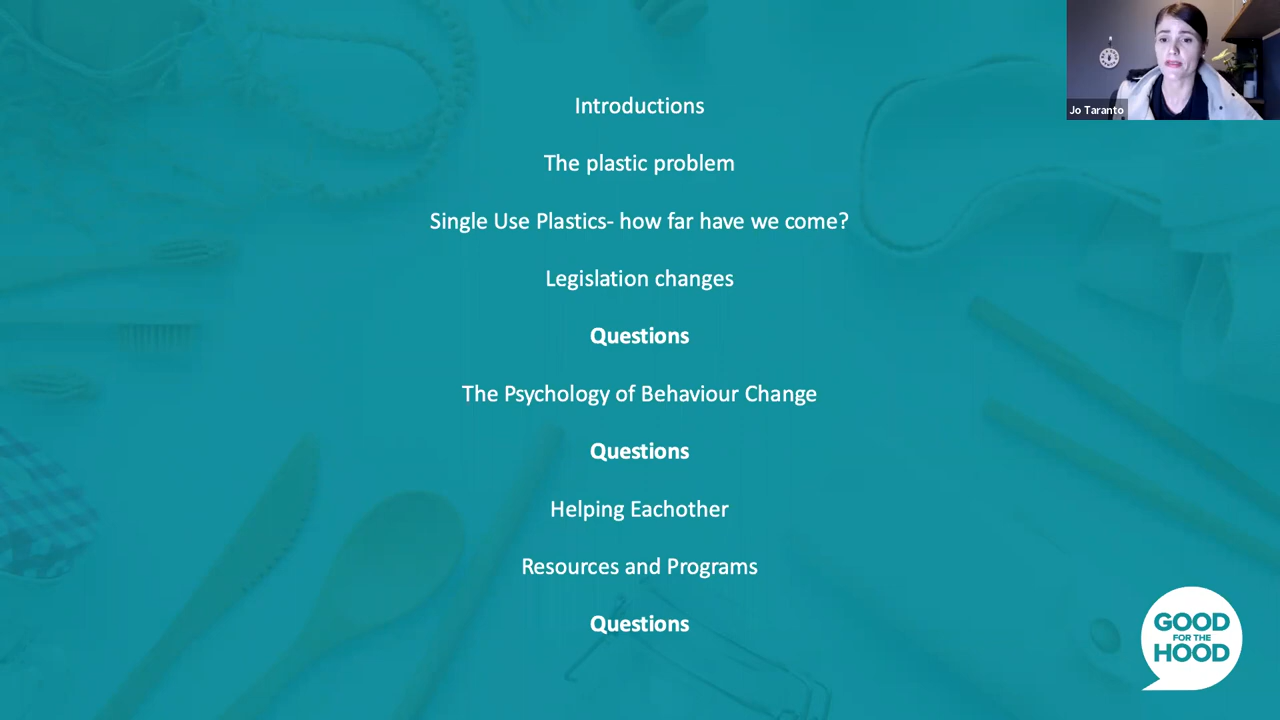 Introductions
The plastic problem
Single Use Plastics- how far have we come?
Legislation changes
Questions
The Psychology of Behaviour Change
Questions
Helping Eachother
Resources and Programs
Questions
Jo Taranto
GOOD
FOR THE
HOOD